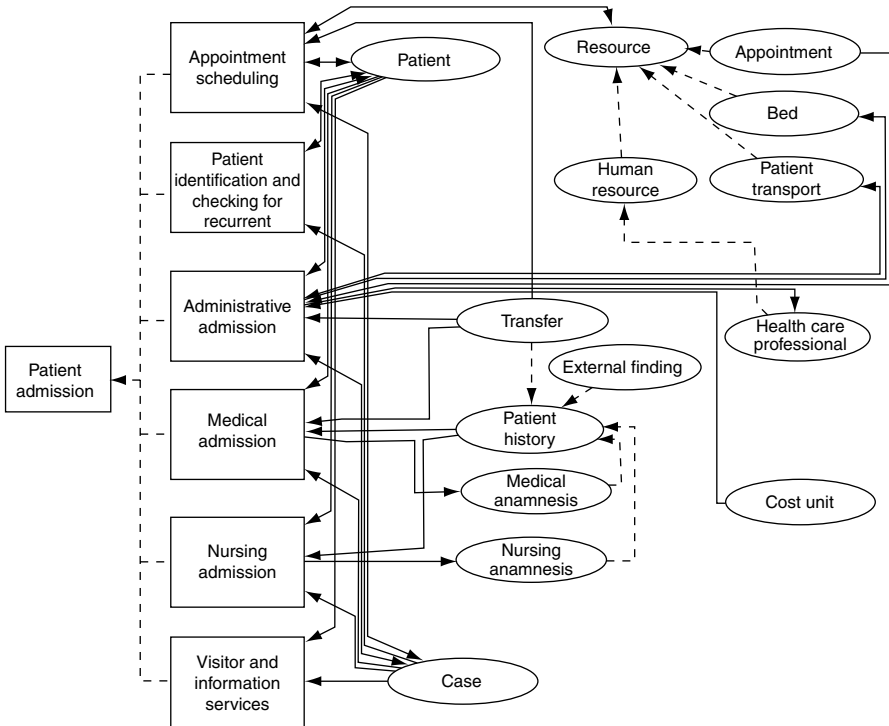 Appointment
scheduling
Patient
Resource
Appointment
Bed
Patient
identification and
checking for
recurrent
Human
resource
Patient
transport
Administrative
admission
Transfer
Health care
professional
Patient
admission
External finding
Medical
admission
Patient
history
Medical
anamnesis
Cost unit
Nursing
admission
Nursing
anamnesis
Visitor and
information
services
Case